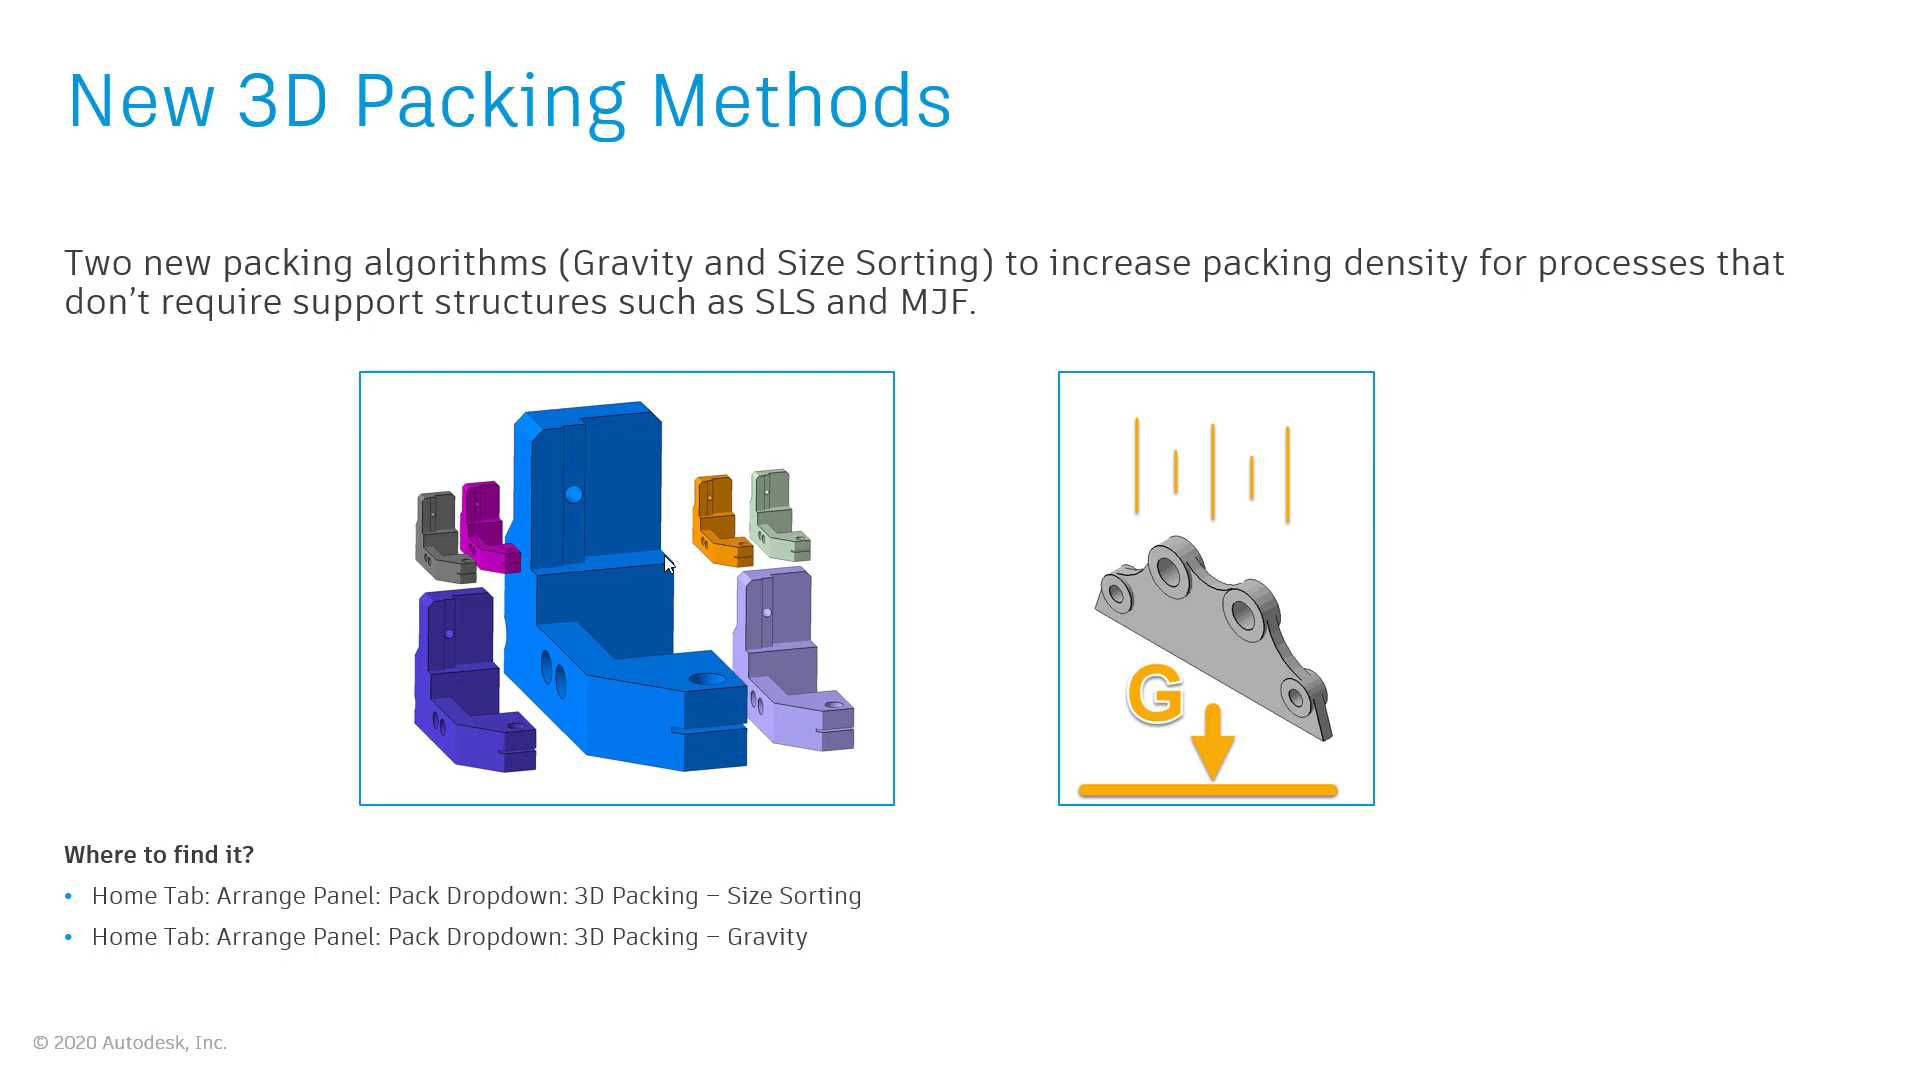 New 3D Packing Methods
Two new packing algorithms (Gravity and Size Sorting) to increase packing density for processes that
don’t require support structures such as SLS and MJF.
G
Where to find it?
• Home Tab: Arrange Panel: Pack Dropdown: 3D Packing – Size Sorting
• Home Tab: Arrange Panel: Pack Dropdown: 3D Packing – Gravity
© 2020 Autodesk, Inc.